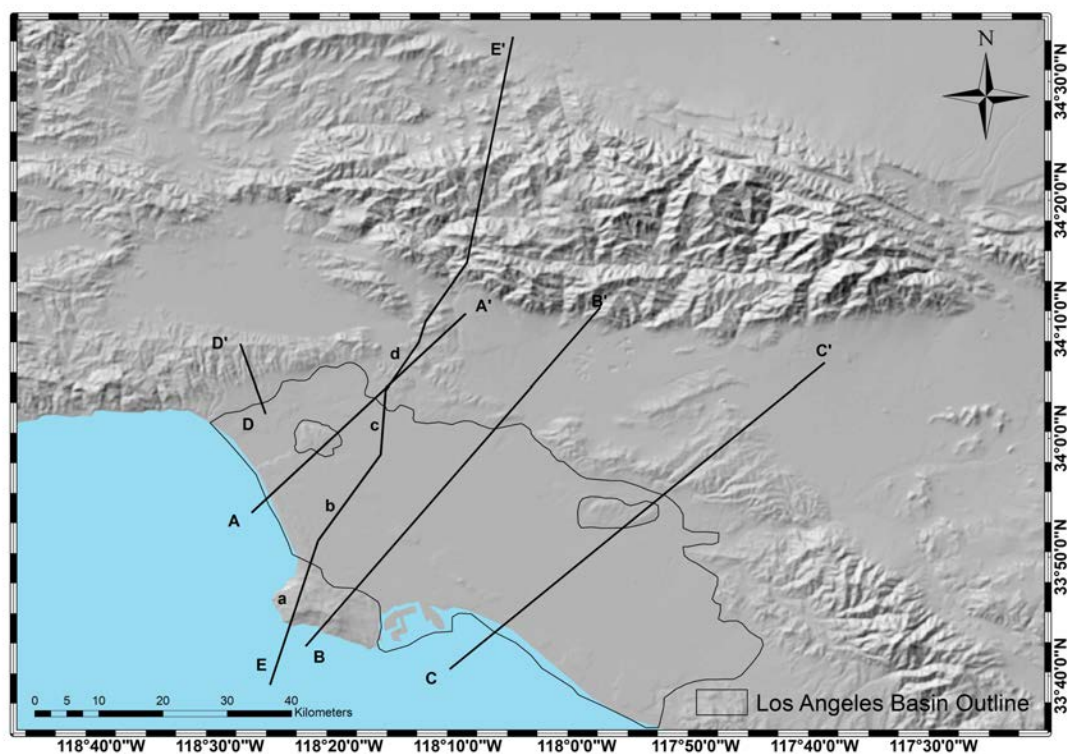 E'
N
34°30'0"N
34°20'0"N
A'
B'
34°10'0"N
D'
d
C'
D
c
34°0'0"N
A
b
33°50'0"N
a
E
B
C
33°40'0"N
0 5 10 20 30 40
Kilometers
Los Angeles Basin Outline
118°40'0"W 118°30'0"W 118°20'0"W 118°10'0"W 118°0'0"W 117°50'0"W 117°40'0"W 117°30'0"W